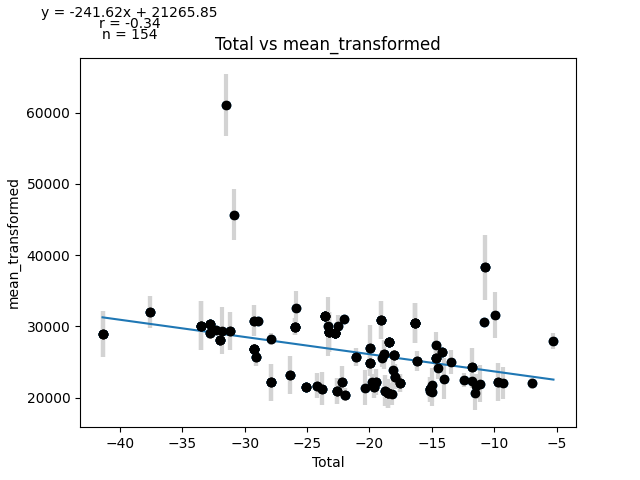 y = -241.62x + 21265.85
r = -0.34
n = 154
Total vs mean_transformed
60000
50000
40000
30000
20000
mean_transformed
−40 −35 −30 −25 −20 −15 −10 −5
Total